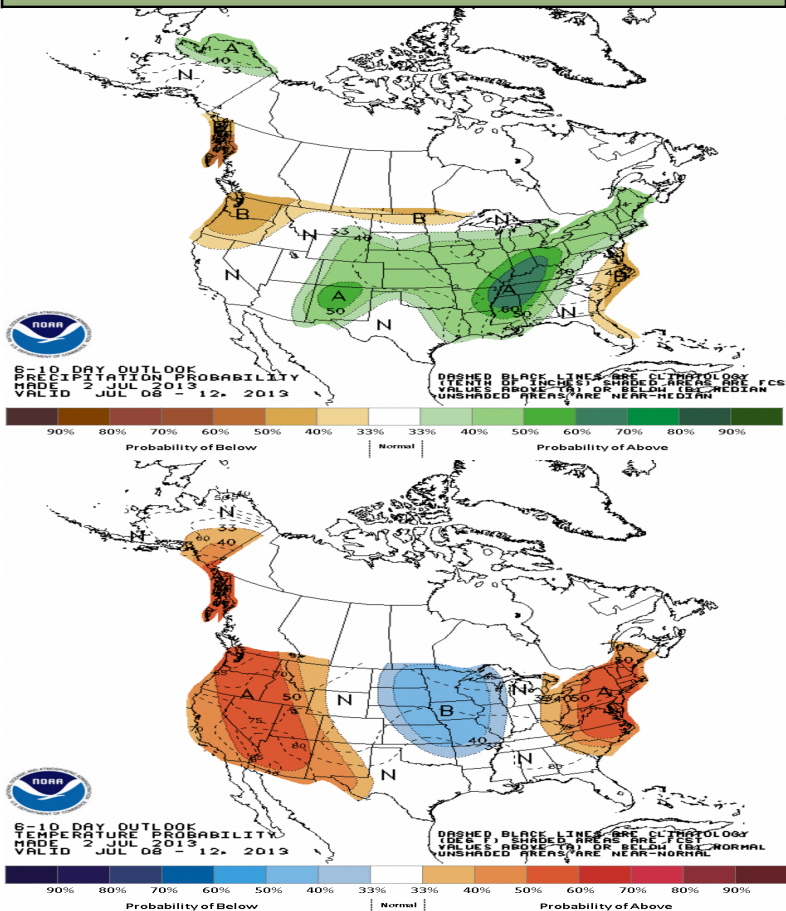 A
40
33
N
B
B
N
N
33
40
N
A
50
N
A
60
50
40
33
N
B
NOAA
6-10 DAY OUTLOOK
PRECIPITATION PROBABILITY
MADE 2 JUL 2013
VALID JUL 08 - 12, 2013
DASHED BLACK LINES ARE CLIMATOLOGY
(TENTH OF INCHES) SHADED AREAS ARE FCS
VALUES ABOVE (A) OR BELOW (B) MEDIAN
UNSHADED AREAS ARE NEAR-MEDIAN
90% 80% 70% 60% 50% 40% 33% 33% 40% 50% 60% 70% 80% 90%
Probability of Below Normal Probability of Above
N
33
N
60
40
A
50
N
B
N
A
50
75
80
40
33
N
N
NOAA
6-10 DAY OUTLOOK
TEMPERATURE PROBABILITY
MADE 2 JUL 2013
VALID JUL 08 - 12, 2013
DASHED BLACK LINES ARE CLIMATOLOGY
(DEG F) SHADED AREAS ARE FCST
VALUES ABOVE (A) OR BELOW (B) NORMAL
UNSHADED AREAS ARE NEAR-NORMAL
90% 80% 70% 60% 50% 40% 33% 33% 40% 50% 60% 70% 80% 90%
Probability of Below Normal Probability of Above